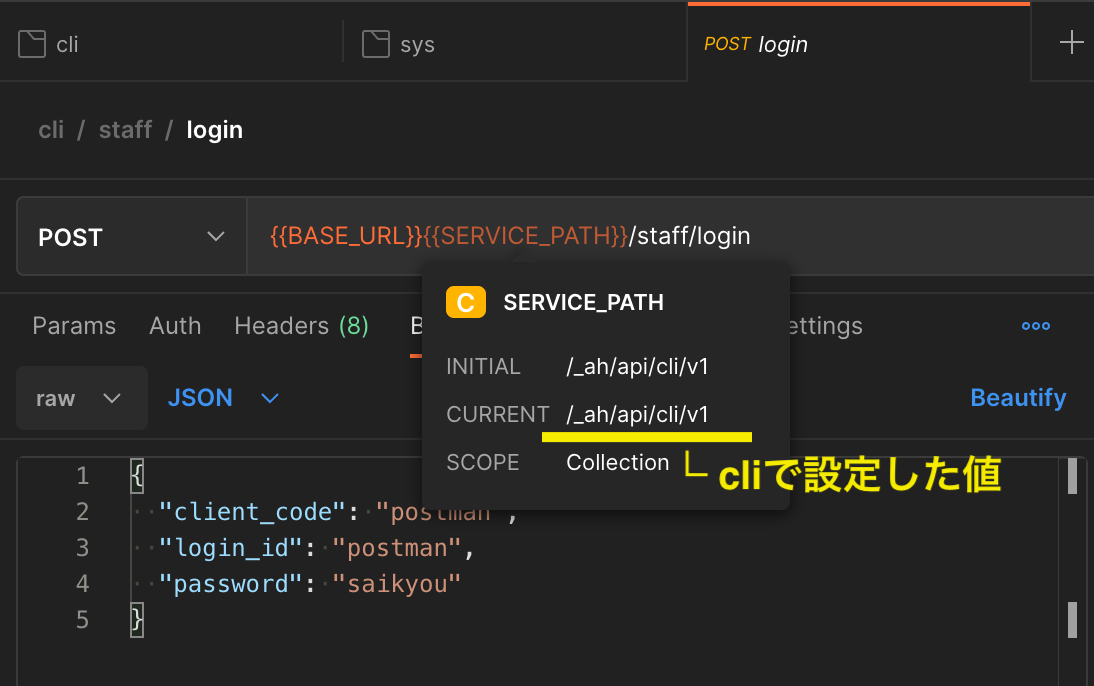 cli
sys
POST login
cli / staff / login
POST
{{BASE_URL}}{{SERVICE_PATH}}/staff/login
C SERVICE_PATH
Params Auth Headers (8) B ettings
INITIAL /_ah/api/cli/v1
raw JSON Beautify
CURRENT /_ah/api/cli/v1
SCOPE Collection
cliで設定した値
1 {
2 "client_code": "postman",
3 "login_id": "postman",
4 "password": "saikyou"
5 }